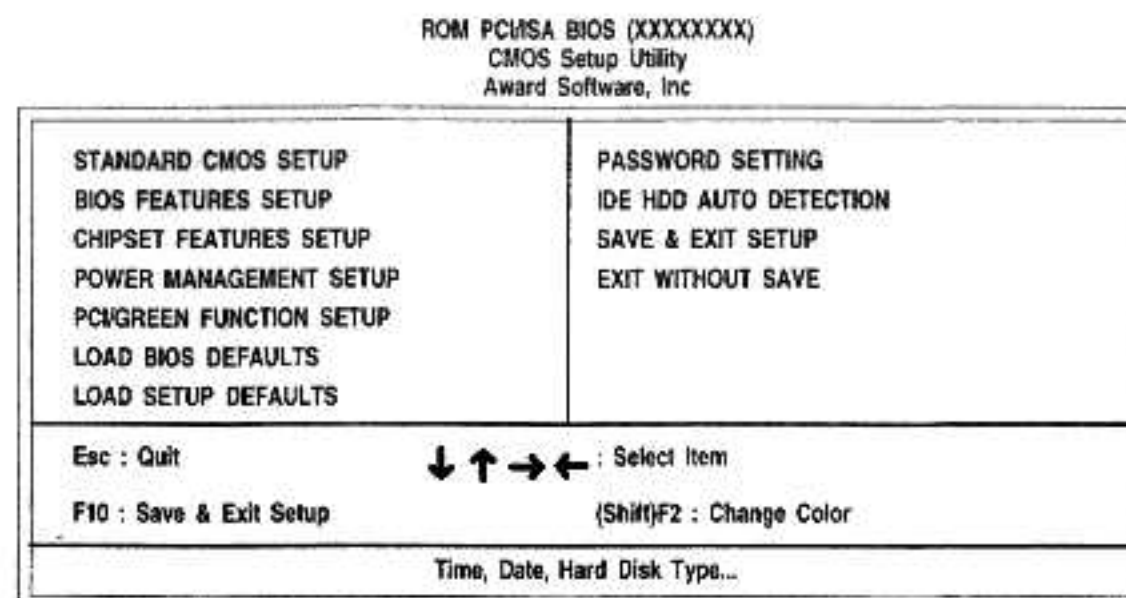 ROM PCI/ISA BIOS (XXXXXXXX)
CMOS Setup Utility
Award Software, Inc
STANDARD CMOS SETUP
BIOS FEATURES SETUP
CHIPSET FEATURES SETUP
POWER MANAGEMENT SETUP
PCI/GREEN FUNCTION SETUP
LOAD BIOS DEFAULTS
LOAD SETUP DEFAULTS
PASSWORD SETTING
IDE HDD AUTO DETECTION
SAVE & EXIT SETUP
EXIT WITHOUT SAVE
Esc : Quit
↓ ↑ → ← : Select Item
F10 : Save & Exit Setup
(Shift)F2 : Change Color
Time, Date, Hard Disk Type...